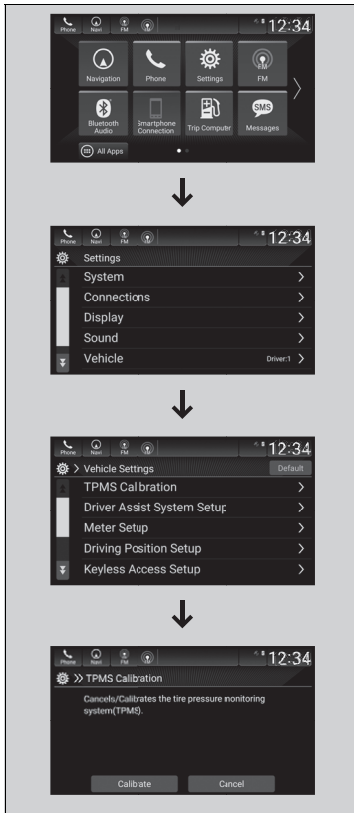 Phone Navi FM 12:34
Navigation Phone Settings FM
Bluetooth Audio Smartphone Connection Trip Computer SMS Messages
All Apps
Phone Navi FM 12:34
Settings
System
Connections
Display
Sound
Vehicle Driver:1
Phone Navi FM 12:34
Vehicle Settings Default
TPMS Calibration
Driver Assist System Setup
Meter Setup
Driving Position Setup
Keyless Access Setup
Phone Navi FM 12:34
TPMS Calibration
Cancels/Calibrates the tire pressure monitoring
system(TPMS).
Calibrate Cancel